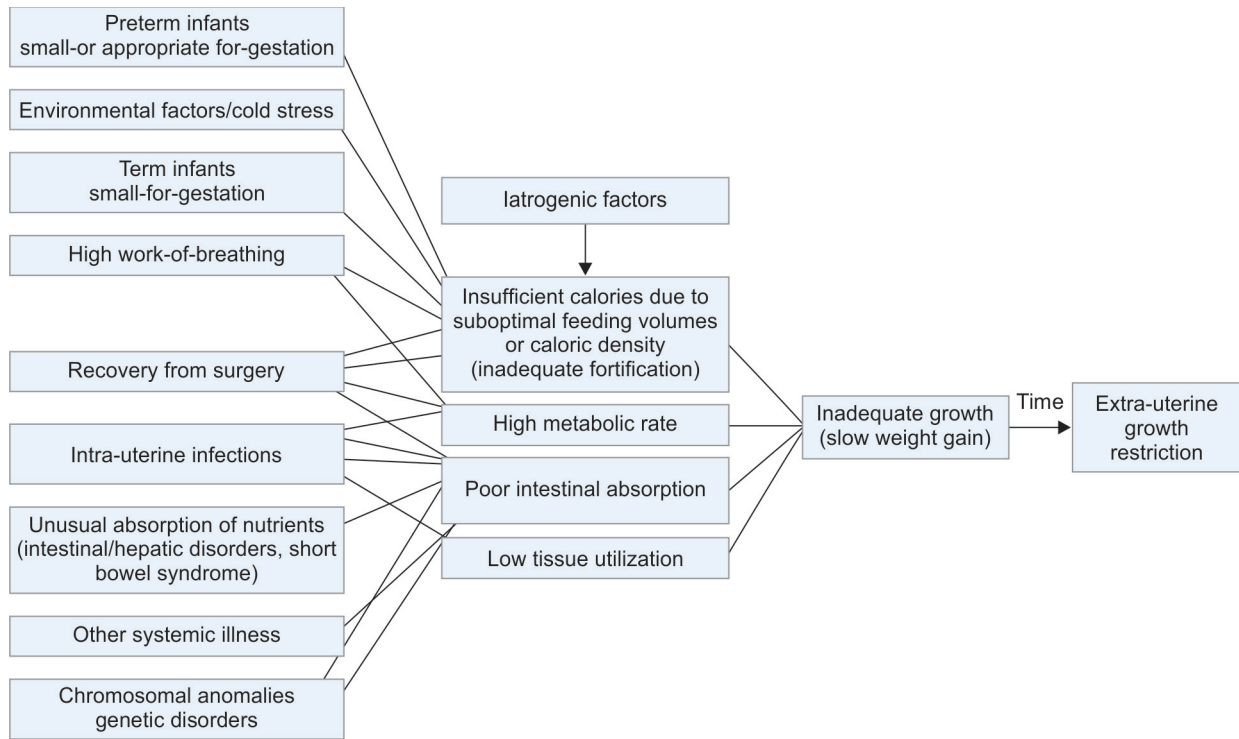 Preterm infants
small-or appropriate for-gestation
Environmental factors/cold stress
Term infants
small-for-gestation
High work-of-breathing
Recovery from surgery
Intra-uterine infections
Unusual absorption of nutrients
(intestinal/hepatic disorders, short
bowel syndrome)
Other systemic illness
Chromosomal anomalies
genetic disorders
Iatrogenic factors
Insufficient calories due to
suboptimal feeding volumes
or caloric density
(inadequate fortification)
High metabolic rate
Poor intestinal absorption
Low tissue utilization
Inadequate growth
(slow weight gain)
Time
Extra-uterine
growth
restriction